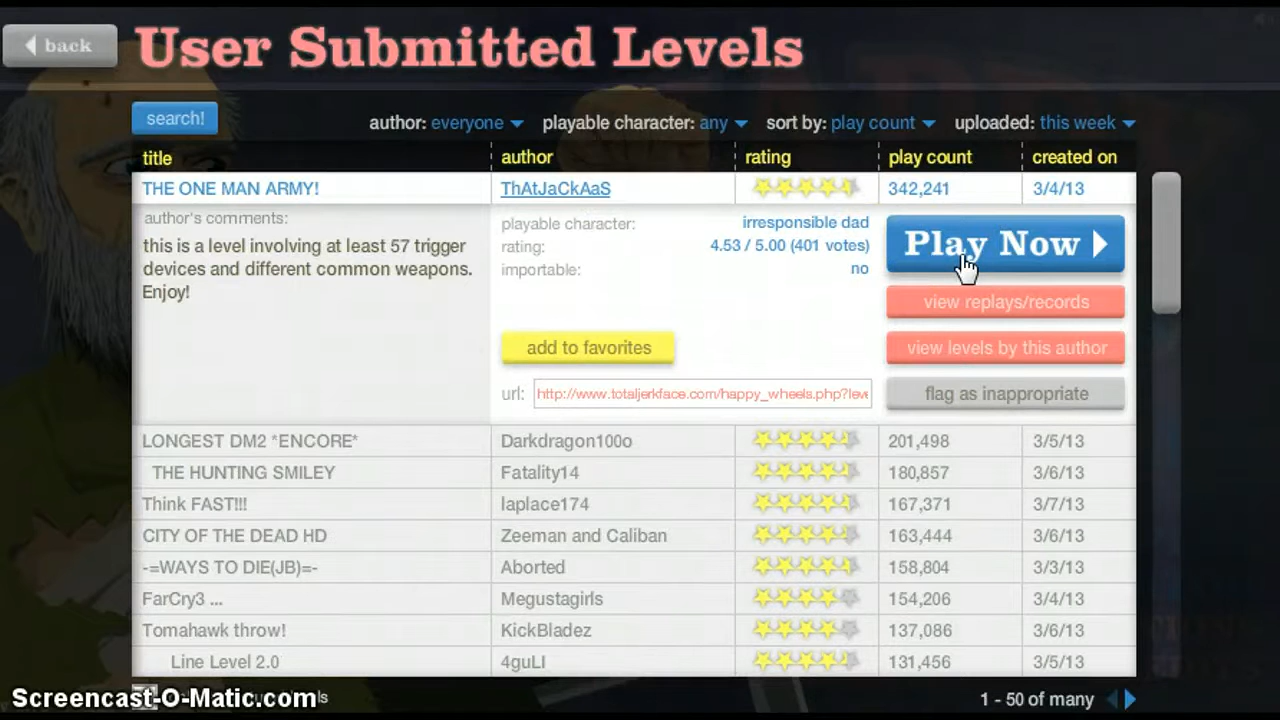 back
User Submitted Levels
search!
author: everyone
playable character: any
sort by: play count
uploaded: this week
title
author
rating
play count
created on
THE ONE MAN ARMY!
ThAtJaCkAaS
342,241
3/4/13
author's comments:
this is a level involving at least 57 trigger
devices and different common weapons.
Enjoy!
playable character: irresponsible dad
rating: 4.53 / 5.00 (401 votes)
importable: no
add to favorites
url: http://www.totaljerkface.com/happy_wheels.php?leve
Play Now
view replays/records
view levels by this author
flag as inappropriate
LONGEST DM2 *ENCORE* Darkdragon100o 201,498 3/5/13
THE HUNTING SMILEY Fatality14 180,857 3/6/13
Think FAST!!! laplace174 167,371 3/7/13
CITY OF THE DEAD HD Zeeman and Caliban 163,444 3/6/13
-=WAYS TO DIE(JB)=- Aborted 158,804 3/3/13
FarCry3 ... Megustagirls 154,206 3/4/13
Tomahawk throw! KickBladez 137,086 3/6/13
Line Level 2.0 4guLI 131,456 3/5/13
Screencast-O-Matic.com
1 - 50 of many